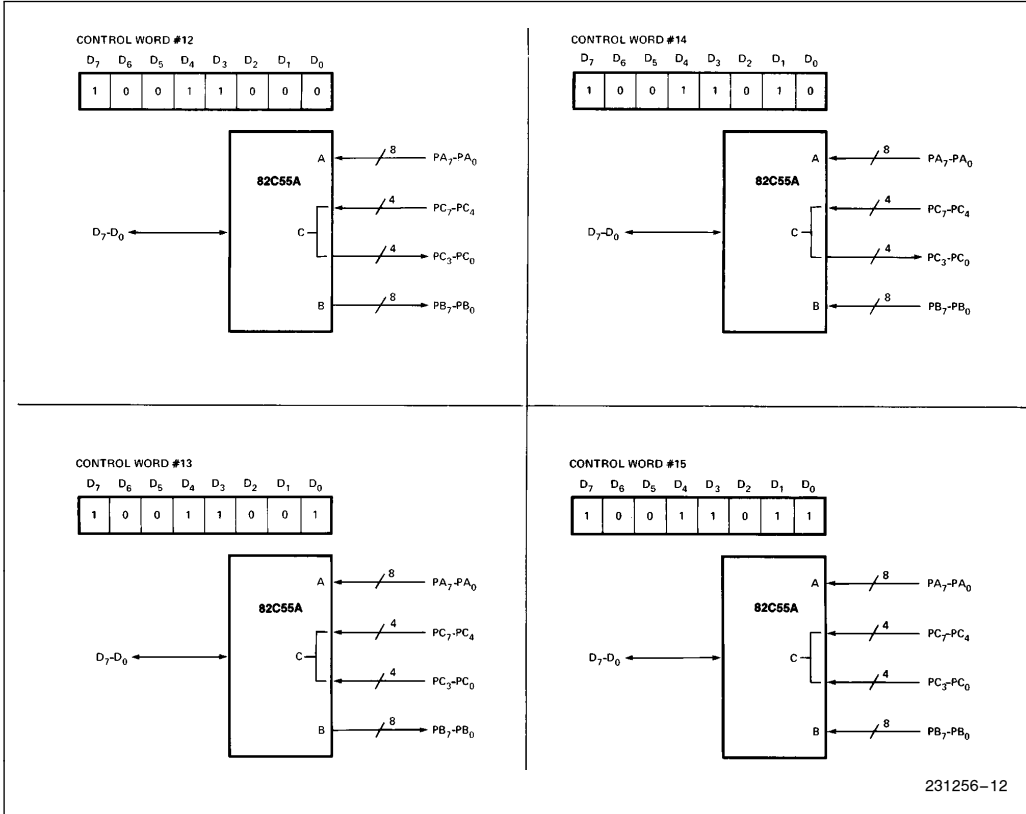 CONTROL WORD #12
D7 D6 D5 D4 D3 D2 D1 D0
1 0 0 1 1 0 0 0
82C55A
A
8
PA7-PA0
4
PC7-PC4
D7-D0
C
4
PC3-PC0
B
8
PB7-PB0
CONTROL WORD #14
D7 D6 D5 D4 D3 D2 D1 D0
1 0 0 1 1 0 1 0
82C55A
A
8
PA7-PA0
4
PC7-PC4
D7-D0
C
4
PC3-PC0
B
8
PB7-PB0
CONTROL WORD #13
D7 D6 D5 D4 D3 D2 D1 D0
1 0 0 1 1 0 0 1
82C55A
A
8
PA7-PA0
4
PC7-PC4
D7-D0
C
4
PC3-PC0
B
8
PB7-PB0
CONTROL WORD #15
D7 D6 D5 D4 D3 D2 D1 D0
1 0 0 1 1 0 1 1
82C55A
A
8
PA7-PA0
4
PC7-PC4
D7-D0
C
4
PC3-PC0
B
8
PB7-PB0
231256–12